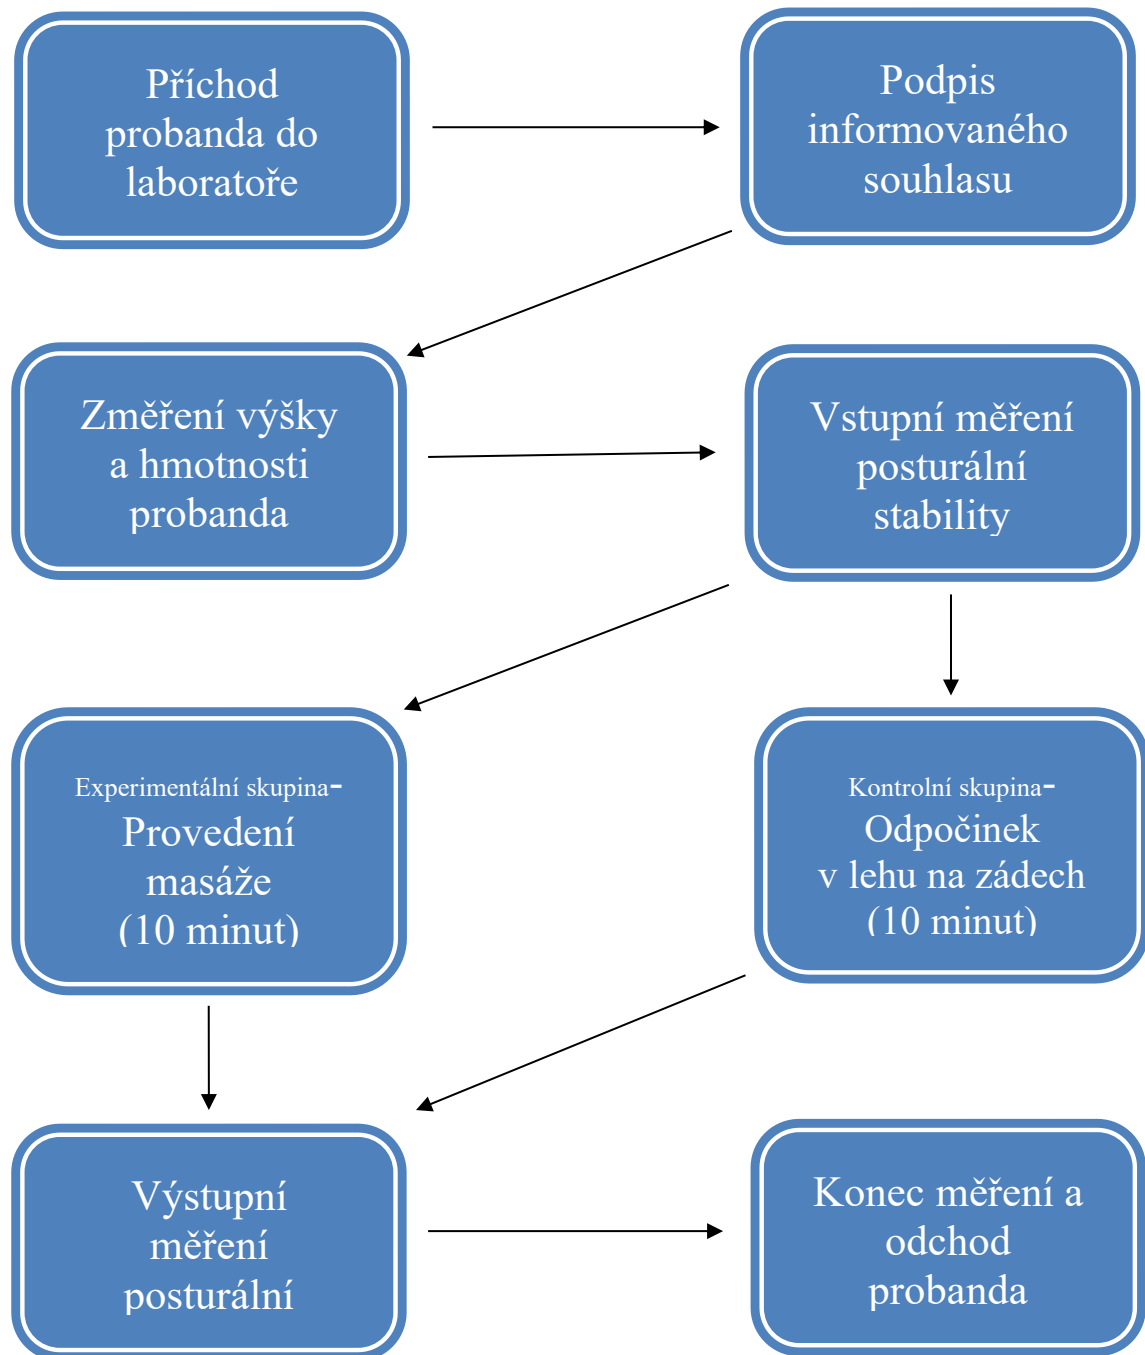 Příchod
probanda do
laboratoře
Podpis
informovaného
souhlasu
Změření výšky
a hmotnosti
probanda
Vstupní měření
posturální
stability
Experimentální skupina-
Provedení
masáže
(10 minut)
Kontrolní skupina-
Odpočinek
v lehu na zádech
(10 minut)
Výstupní
měření
posturální
Konec měření a
odchod
probanda